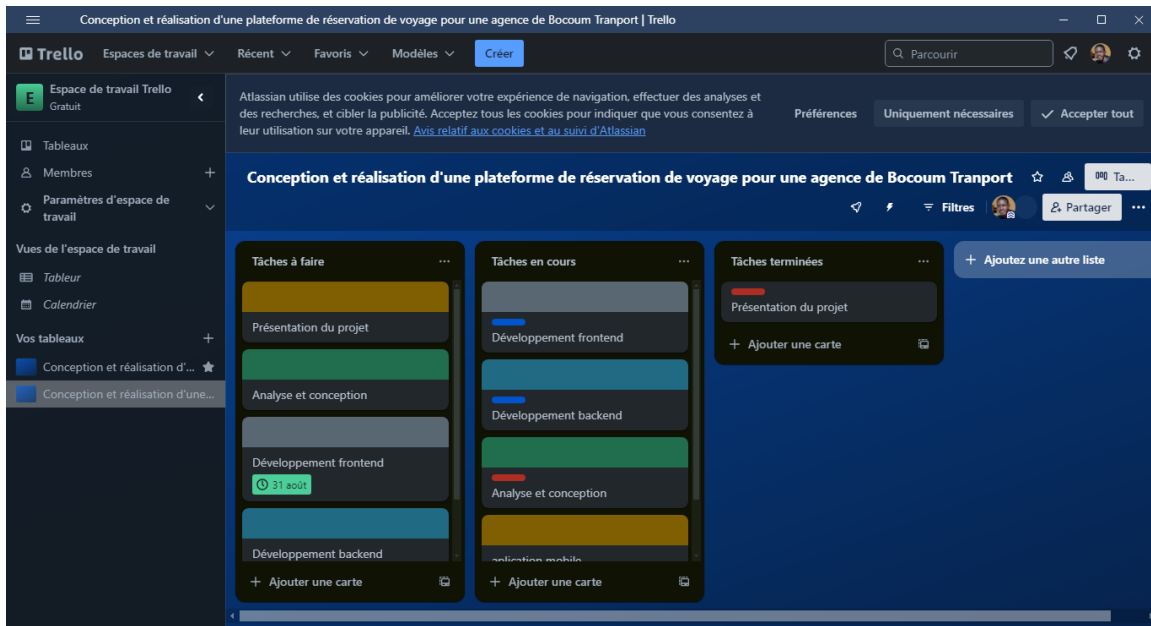 Conception et réalisation d'une plateforme de réservation de voyage pour une agence de Bocoum Tranport | Trello
Trello
Espaces de travail
Récent
Favoris
Modèles
Créer
Parcourir
E
Espace de travail Trello
Gratuit
Tableaux
Membres
Paramètres d'espace de
travail
Vues de l'espace de travail
Tableur
Calendrier
Vos tableaux
Conception et réalisation d'...
Conception et réalisation d'une...
Atlassian utilise des cookies pour améliorer votre expérience de navigation, effectuer des analyses et
des recherches, et cibler la publicité. Acceptez tous les cookies pour indiquer que vous consentez à
leur utilisation sur votre appareil. Avis relatif aux cookies et au suivi d'Atlassian
Préférences
Uniquement nécessaires
Accepter tout
Conception et réalisation d'une plateforme de réservation de voyage pour une agence de Bocoum Tranport
Ta...
Filtres
Partager
Tâches à faire
Présentation du projet
Analyse et conception
Développement frontend
31 août
Développement backend
Ajouter une carte
Tâches en cours
Développement frontend
Développement backend
Analyse et conception
aplication mobile
Ajouter une carte
Tâches terminées
Présentation du projet
Ajouter une carte
Ajoutez une autre liste